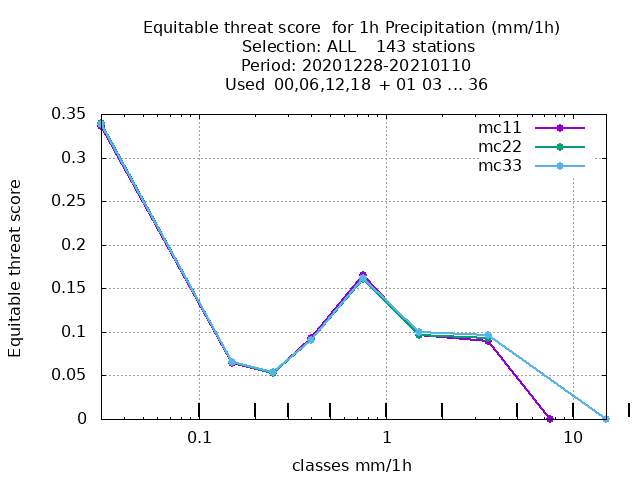 Equitable threat score  for 1h Precipitation (mm/1h)
Selection: ALL    143 stations
Period: 20201228-20210110
Used  00,06,12,18  + 01 03 ... 36
0.35
0.3
0.25
0.2
0.15
0.1
0.05
0
Equitable threat score
mc11
mc22
mc33
0.1 1 10
classes mm/1h